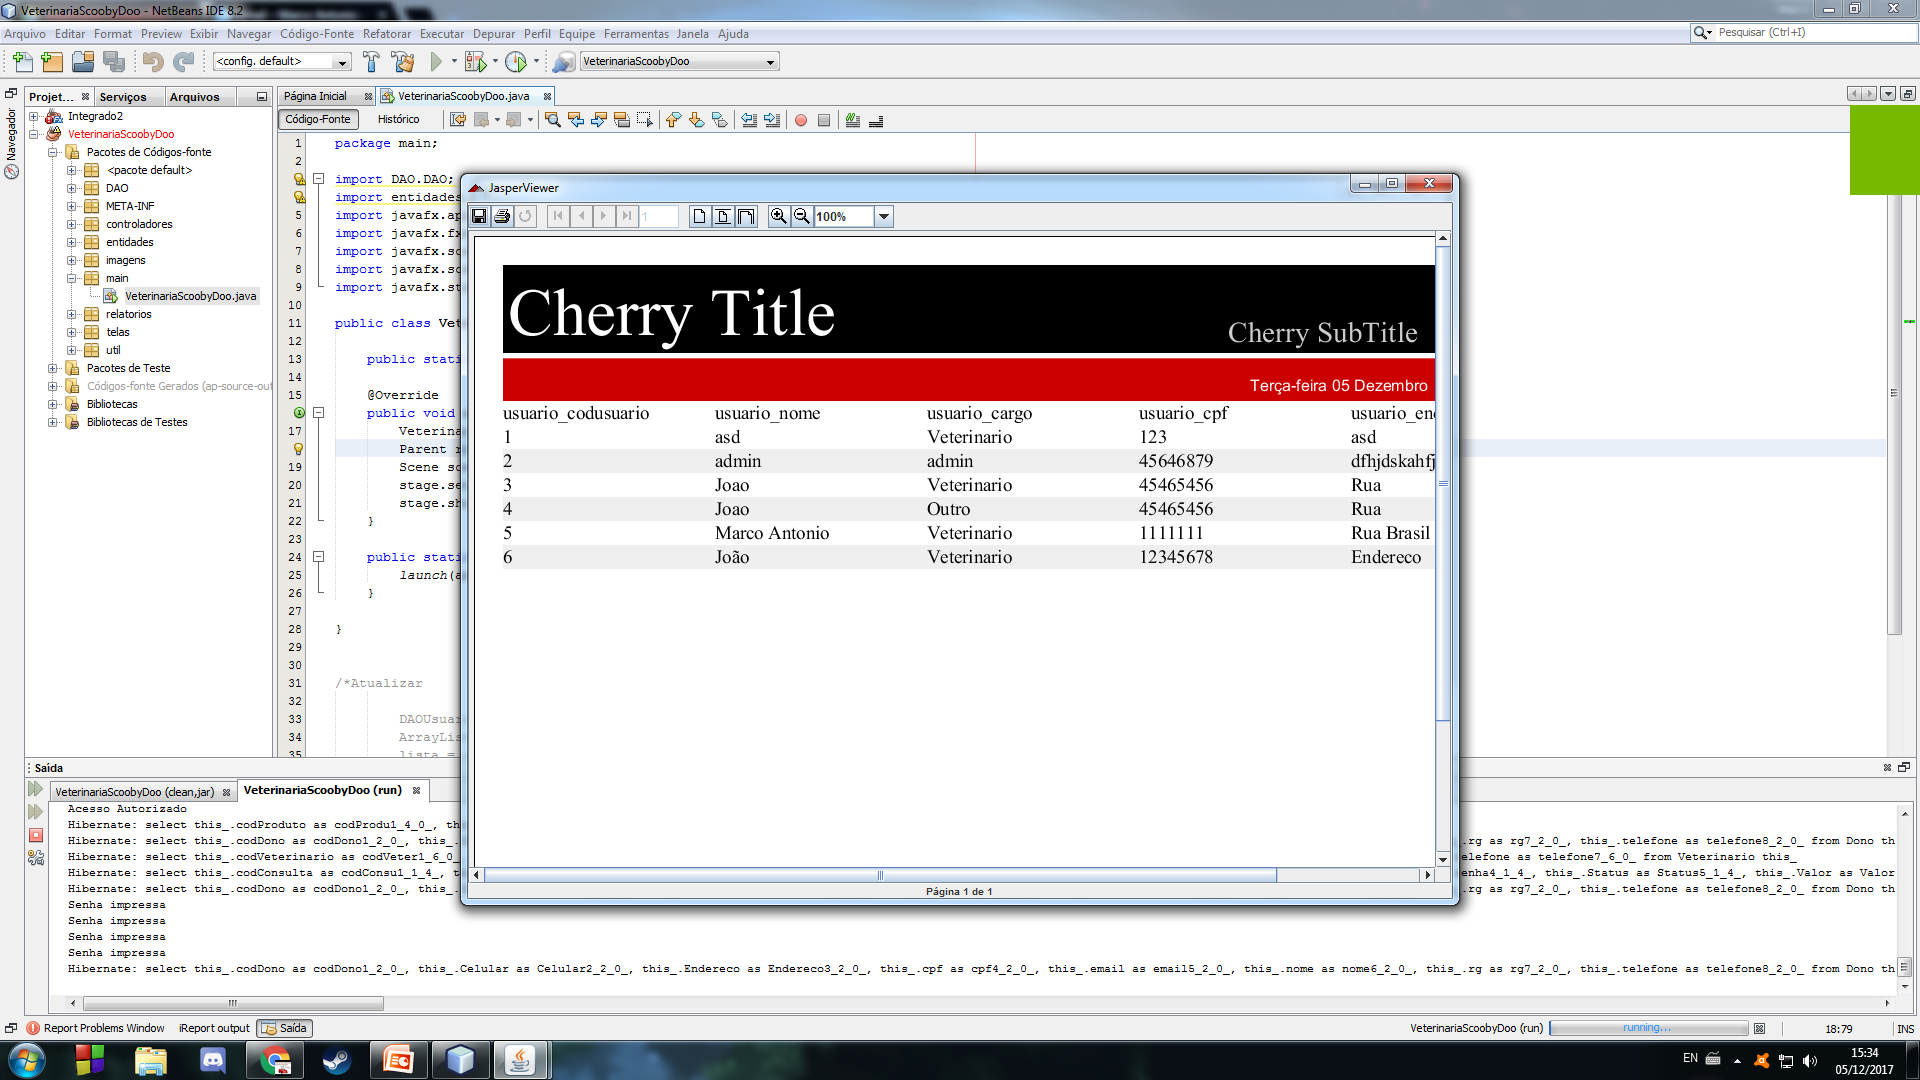 VeterinariaScoobyDoo - NetBeans IDE 8.2
Arquivo Editar Format Preview Exibir Navegar Código-Fonte Refatorar Executar Depurar Perfil Equipe Ferramentas Janela Ajuda
Pesquisar (Ctrl+I)
<config. default>
VeterinariaScoobyDoo
Navegador
Projet... Serviços Arquivos
Integrado2
VeterinariaScoobyDoo
Pacotes de Códigos-fonte
<pacote default>
DAO
META-INF
controladores
entidades
imagens
main
VeterinariaScoobyDoo.java
relatorios
telas
util
Pacotes de Teste
Códigos-fonte Gerados (ap-source-out
Bibliotecas
Bibliotecas de Testes
Página Inicial VeterinariaScoobyDoo.java
Código-Fonte Histórico
1 package main;
2
import DAO.DAO;
import entidades
5 import javafx.ap
6 import javafx.fx
7 import javafx.sc
8 import javafx.sc
9 import javafx.st
10
11 public class Vet
12
13 public stati
14
15 @Override
public void
17 Veterina
Parent r
19 Scene sc
20 stage.se
21 stage.sh
22 }
23
24 public stati
25 launch(a
26 }
27
28 }
29
30
31 /*Atualizar
32
33 DAOUsuar
34 ArrayLis
35 lista =
JasperViewer
1
100%
Cherry Title
Cherry SubTitle
Terça-feira 05 Dezembro
usuario_codusuario usuario_nome usuario_cargo usuario_cpf usuario_end
1 asd Veterinario 123 asd
2 admin admin 45646879 dfhjdskahfj
3 Joao Veterinario 45465456 Rua
4 Joao Outro 45465456 Rua
5 Marco Antonio Veterinario 1111111 Rua Brasil
6 João Veterinario 12345678 Endereco
Página 1 de 1
Saída
VeterinariaScoobyDoo (clean,jar) VeterinariaScoobyDoo (run)
Acesso Autorizado
Hibernate: select this_.codProduto as codProdu1_4_0_, th
Hibernate: select this_.codDono as codDono1_2_0_, this_. _.rg as rg7_2_0_, this_.telefone as telefone8_2_0_ from Dono th
Hibernate: select this_.codVeterinario as codVeter1_6_0_ elefone as telefone7_6_0_ from Veterinario this_
Hibernate: select this_.codConsulta as codConsu1_1_4_, t enha4_1_4_, this_.Status as Status5_1_4_, this_.Valor as Valor
Hibernate: select this_.codDono as codDono1_2_0_, this_. _.rg as rg7_2_0_, this_.telefone as telefone8_2_0_ from Dono th
Senha impressa
Senha impressa
Senha impressa
Senha impressa
Hibernate: select this_.codDono as codDono1_2_0_, this_.Celular as Celular2_2_0_, this_.Endereco as Endereco3_2_0_, this_.cpf as cpf4_2_0_, this_.email as email5_2_0_, this_.nome as nome6_2_0_, this_.rg as rg7_2_0_, this_.telefone as telefone8_2_0_ from Dono th
Report Problems Window iReport output Saída
VeterinariaScoobyDoo (run) running... 18:79 INS
EN 15:34
05/12/2017